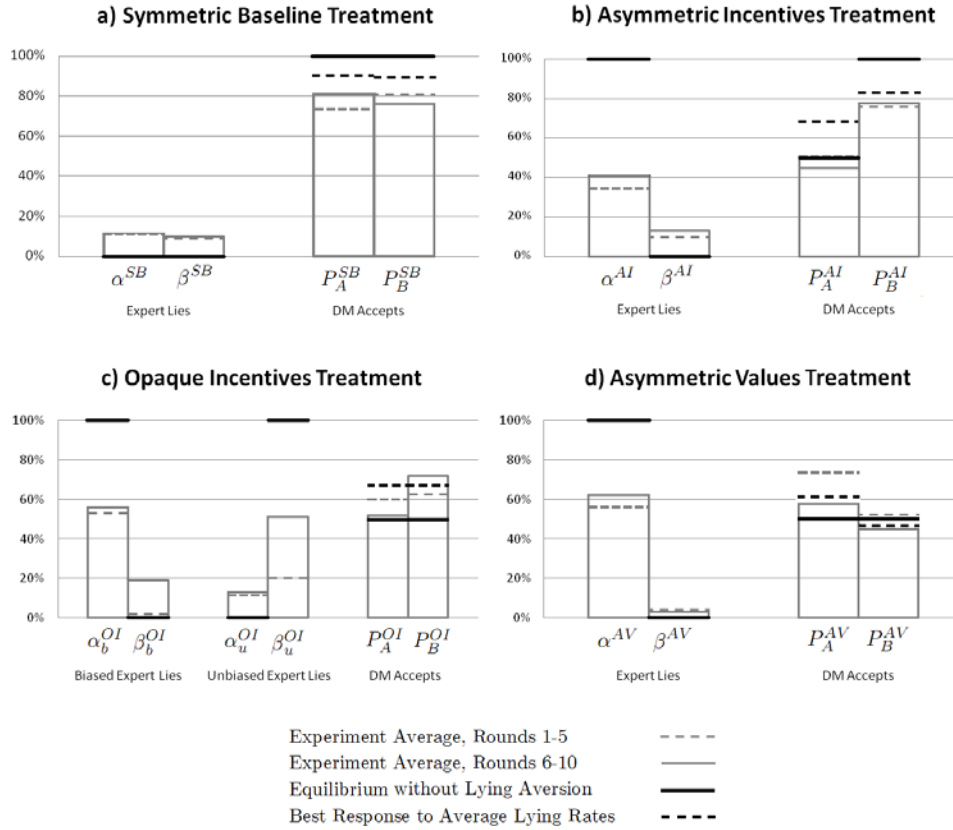 a) Symmetric Baseline Treatment
100%
80%
60%
40%
20%
0%
α^SB β^SB P_A^SB P_B^SB
Expert Lies DM Accepts
b) Asymmetric Incentives Treatment
100%
80%
60%
40%
20%
0%
α^AI β^AI P_A^AI P_B^AI
Expert Lies DM Accepts
c) Opaque Incentives Treatment
100%
80%
60%
40%
20%
0%
α_b^OI β_b^OI α_u^OI β_u^OI P_A^OI P_B^OI
Biased Expert Lies Unbiased Expert Lies DM Accepts
d) Asymmetric Values Treatment
100%
80%
60%
40%
20%
0%
α^AV β^AV P_A^AV P_B^AV
Expert Lies DM Accepts
Experiment Average, Rounds 1-5
Experiment Average, Rounds 6-10
Equilibrium without Lying Aversion
Best Response to Average Lying Rates